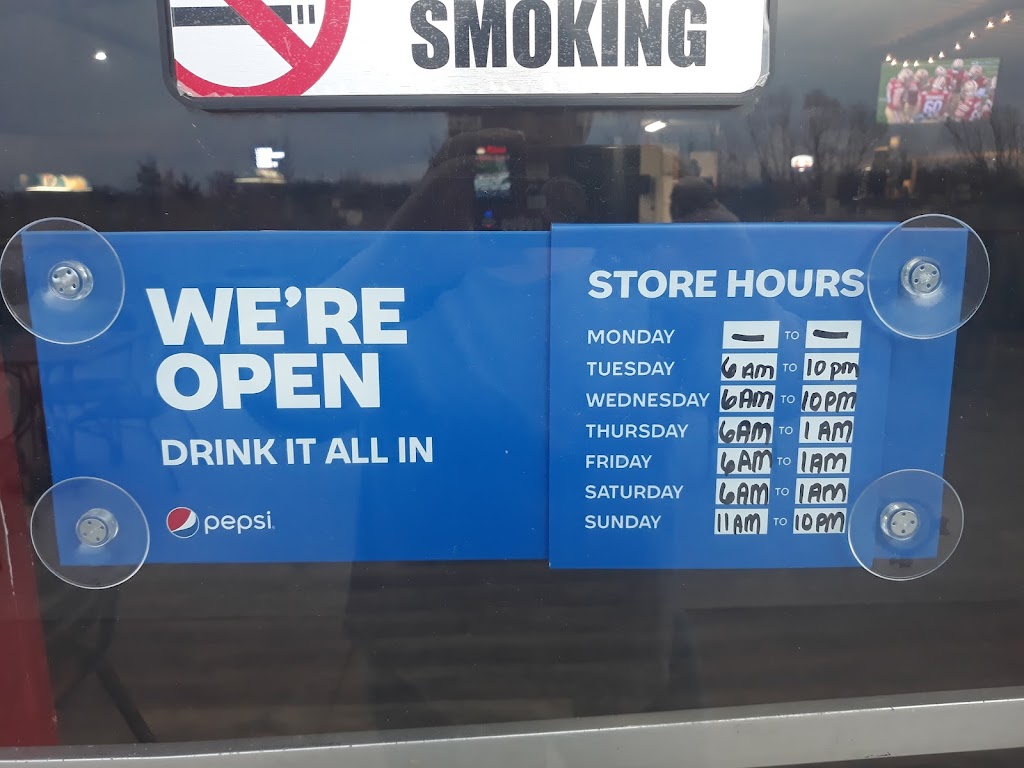 SMOKING
WE'RE
OPEN
DRINK IT ALL IN
pepsi
STORE HOURS
MONDAY — TO —
TUESDAY 6AM TO 10pm
WEDNESDAY 6AM TO 10PM
THURSDAY 6AM TO 1AM
FRIDAY 6AM TO 1AM
SATURDAY 6AM TO 1AM
SUNDAY 11AM TO 10PM
60